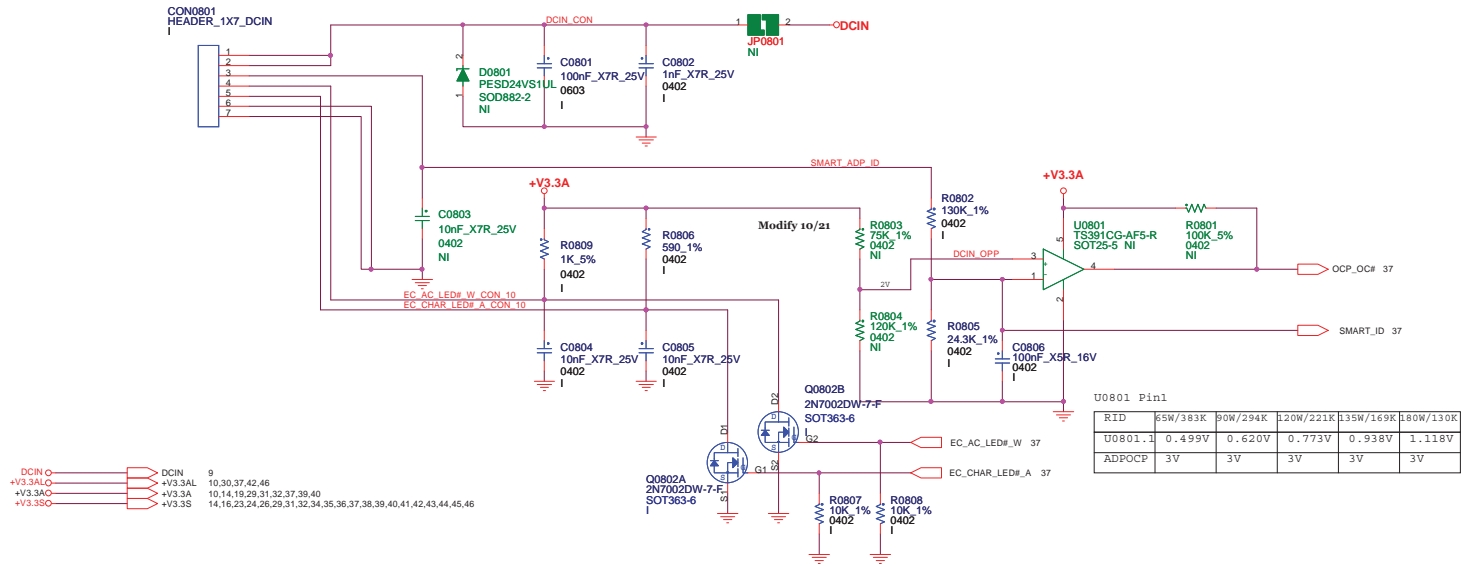 CON0801
HEADER_1X7_DCIN
I
1
2
3
4
5
6
7
DCIN_CON
1
2
DCIN
JP0801
NI
2
1
D0801
PESD24VS1UL
SOD882-2
NI
C0801
100nF_X7R_25V
0603
I
C0802
1nF_X7R_25V
0402
I
SMART_ADP_ID
+V3.3A
C0803
10nF_X7R_25V
0402
NI
R0809
1K_5%
0402
I
R0806
590_1%
0402
I
Modify 10/21
R0803
75K_1%
0402
NI
R0802
130K_1%
0402
I
+V3.3A
U0801
TS391CG-AF5-R
SOT25-5 NI
R0801
100K_5%
0402
NI
DCIN_OPP
3
1
5
2
4
+
-
OCP_OC# 37
2V
EC_AC_LED#_W_CON_10
EC_CHAR_LED#_A_CON_10
R0804
120K_1%
0402
NI
R0805
24.3K_1%
0402
I
SMART_ID 37
C0804
10nF_X7R_25V
0402
I
C0805
10nF_X7R_25V
0402
I
C0806
100nF_X5R_16V
0402
I
Q0802B
2N7002DW-7-F
SOT363-6
I
D2
D
G
S
G2
S2
EC_AC_LED#_W 37
D1
D
G
S
G1
S1
EC_CHAR_LED#_A 37
Q0802A
2N7002DW-7-F
SOT363-6
I
R0807
10K_1%
0402
I
R0808
10K_1%
0402
I
U0801 Pin1
RID 65W/383K 90W/294K 120W/221K 135W/169K 180W/130K
U0801.1 0.499V 0.620V 0.773V 0.938V 1.118V
ADPOCP 3V 3V 3V 3V 3V
DCIN DCIN 9
+V3.3AL +V3.3AL 10,30,37,42,46
+V3.3A +V3.3A 10,14,19,29,31,32,37,39,40
+V3.3S +V3.3S 14,16,23,24,26,29,31,32,34,35,36,37,38,39,40,41,42,43,44,45,46